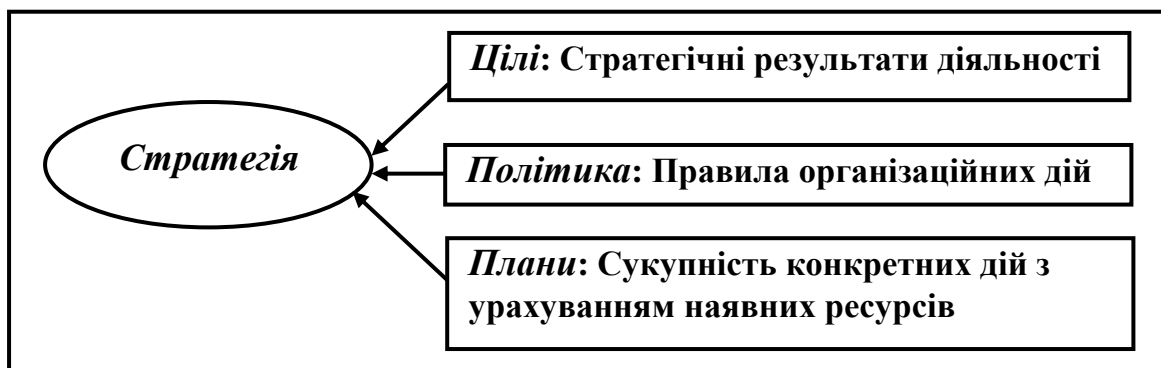 Цілі: Стратегічні результати діяльності
Стратегія
Політика: Правила організаційних дій
Плани: Сукупність конкретних дій з
урахуванням наявних ресурсів